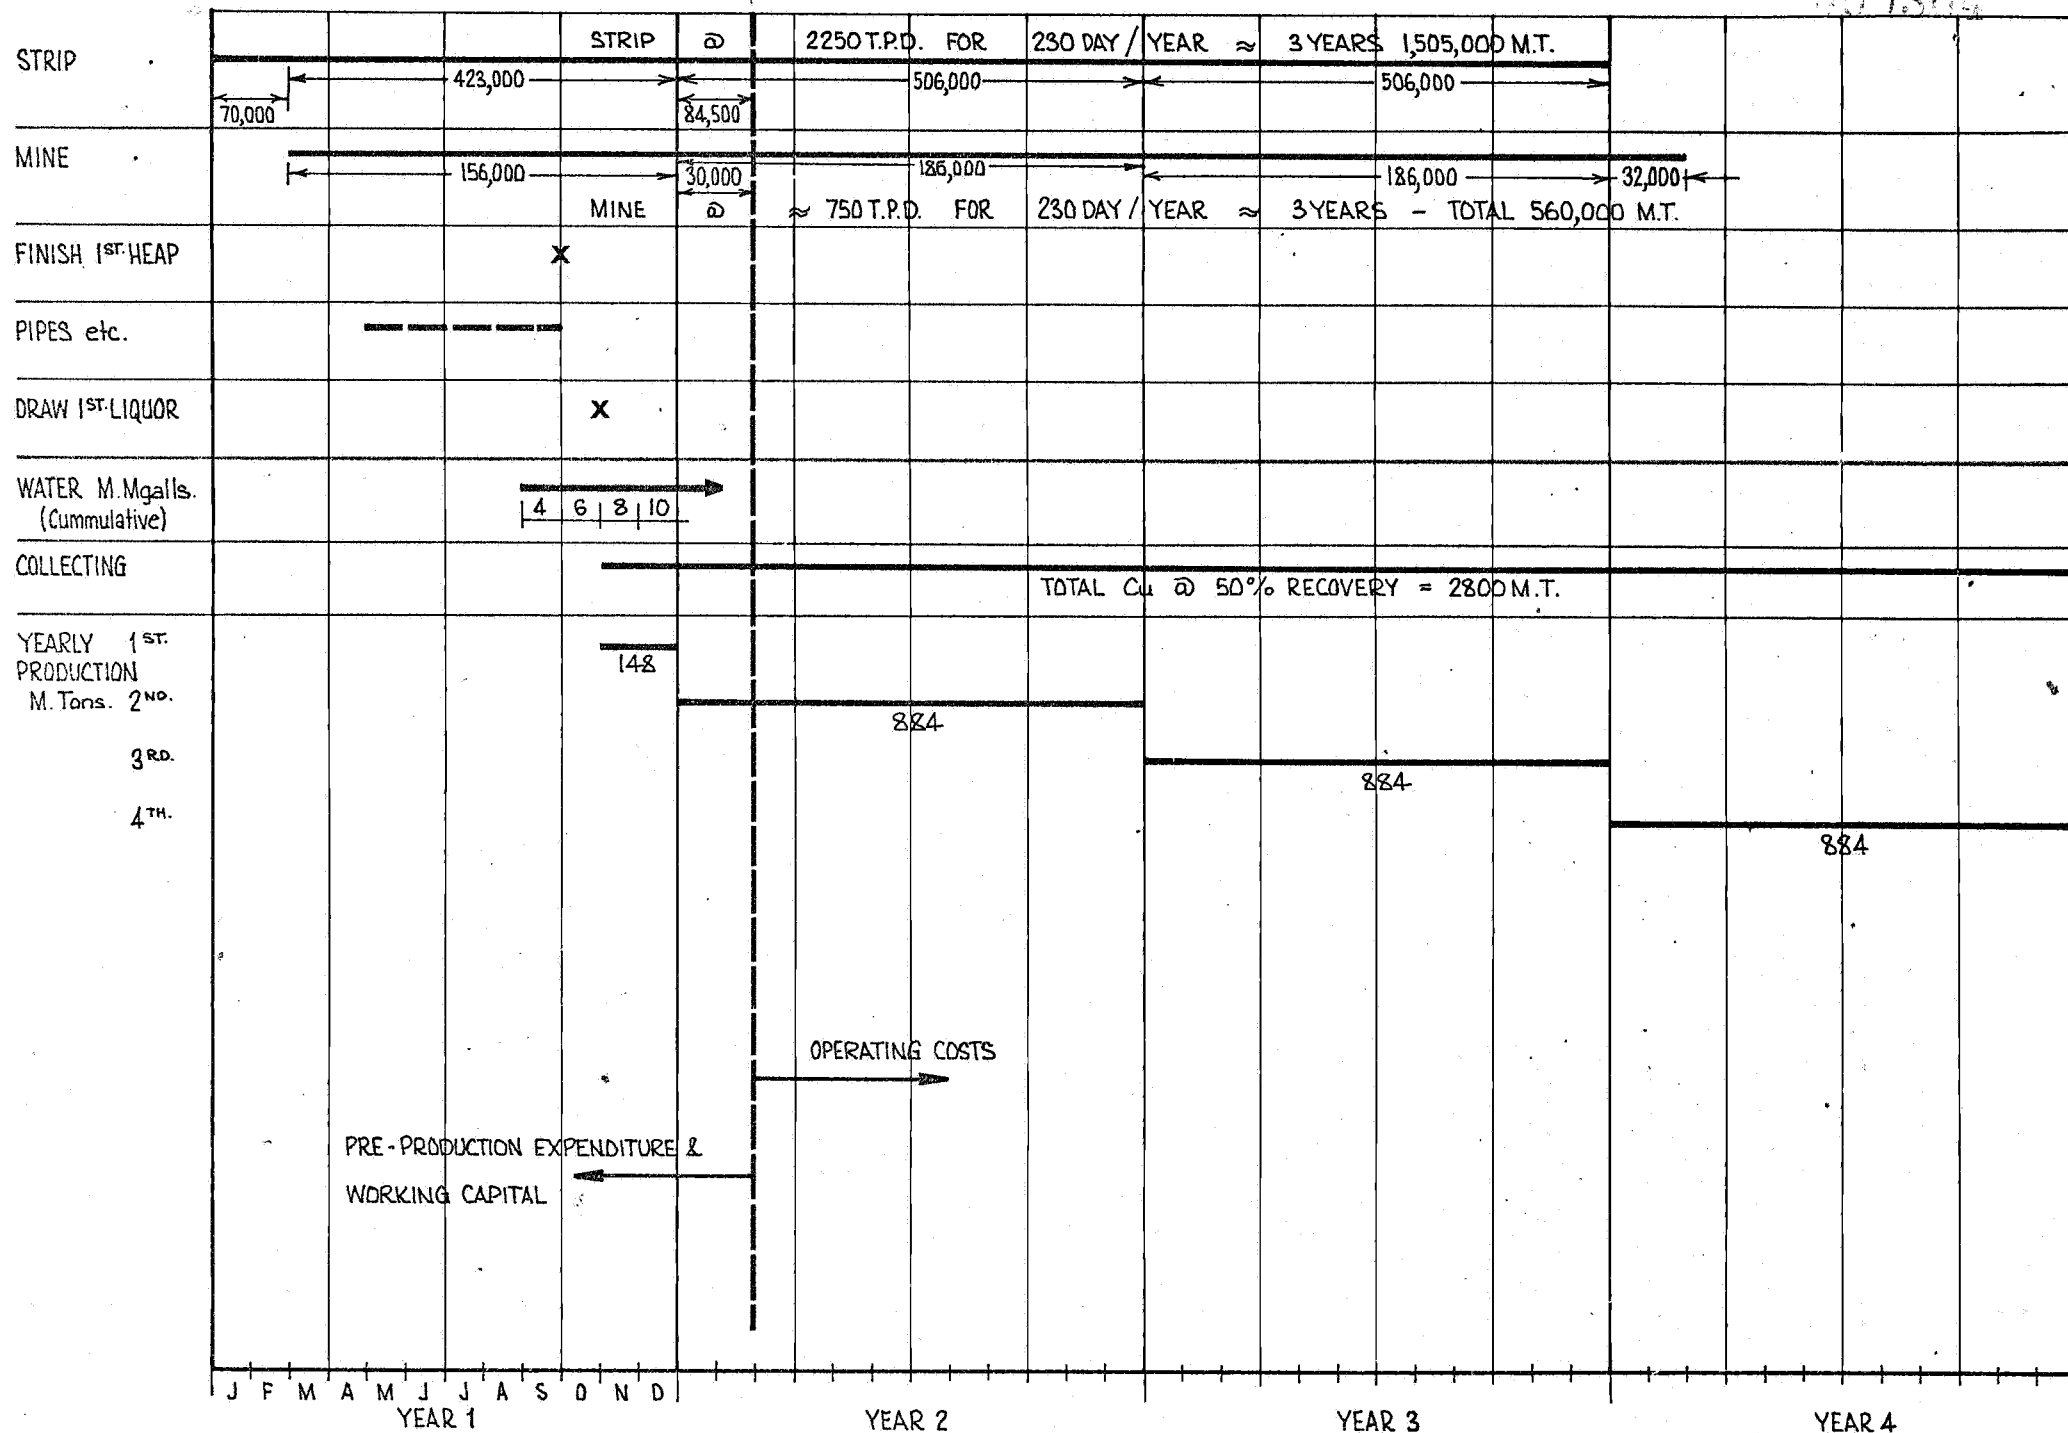 STRIP
STRIP @ 2250 T.P.D. FOR 230 DAY / YEAR ≈ 3 YEARS 1,505,000 M.T.
423,000 506,000 506,000
70,000 84,500
MINE
156,000 30,000 186,000 186,000 32,000
MINE @ ≈ 750 T.P.D. FOR 230 DAY / YEAR ≈ 3 YEARS - TOTAL 560,000 M.T.
FINISH 1ST. HEAP X
PIPES etc.
DRAW 1ST. LIQUOR X
WATER M.Mgalls.
(Cummulative)
4 6 8 10
COLLECTING
TOTAL Cu @ 50% RECOVERY = 2800 M.T.
YEARLY 1ST.
PRODUCTION
148
M. Tons. 2ND.
884
3RD.
884
4TH.
884
OPERATING COSTS
PRE-PRODUCTION EXPENDITURE &
WORKING CAPITAL
J F M A M J J A S O N D
YEAR 1 YEAR 2 YEAR 3 YEAR 4